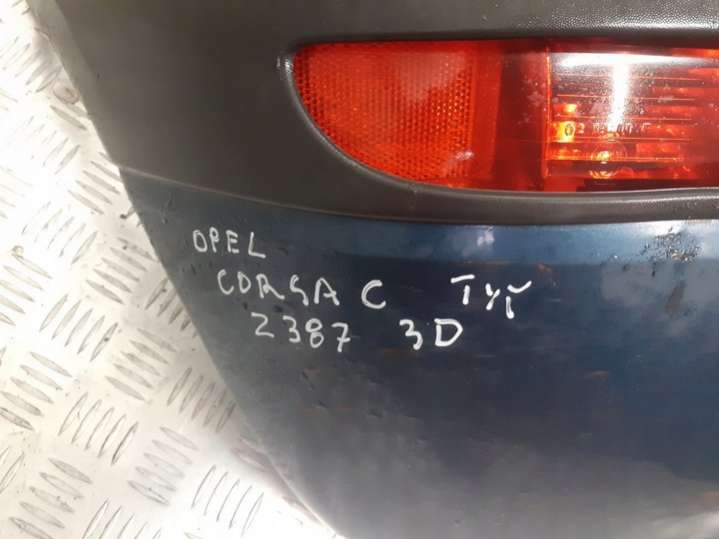 OPEL
CORSA C TYŁ
2387 3D